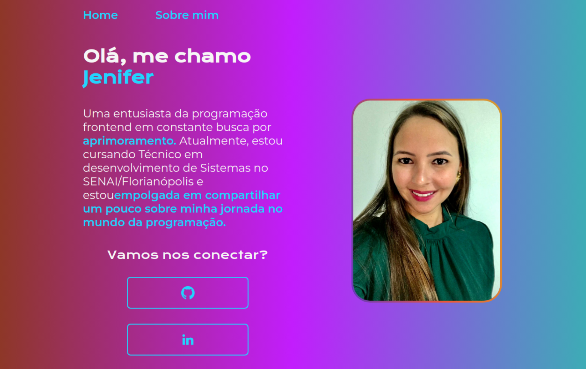 Home Sobre mim
Olá, me chamo
Jenifer
Uma entusiasta da programação
frontend em constante busca por
aprimoramento. Atualmente, estou
cursando Técnico em
desenvolvimento de Sistemas no
SENAI/Florianópolis e
estouempolgada em compartilhar
um pouco sobre minha jornada no
mundo da programação.
Vamos nos conectar?
in